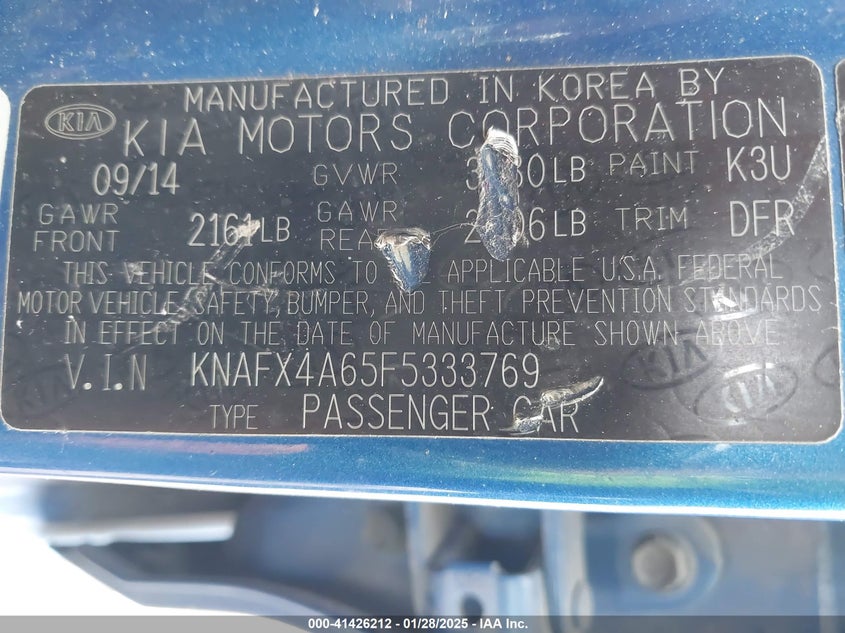 MANUFACTURED IN KOREA BY
KIA KIA MOTORS CORPORATION
09/14 GVWR LB PAINT K3U
GAWR FRONT 2161LB GAWR LB TRIM DFR
THIS VEHICLE CONFORMS TO APPLICABLE U.S.A. FEDERAL
MOTOR VEHICLE SAFETY, BUMPER, AND THEFT PREVENTION STANDARDS
IN EFFECT ON THE DATE OF MANUFACTURE SHOWN ABOVE
V.I.N KNAFX4A65F5333769
TYPE PASSENGER CAR
000-41426212 - 01/28/2025 - IAA Inc.